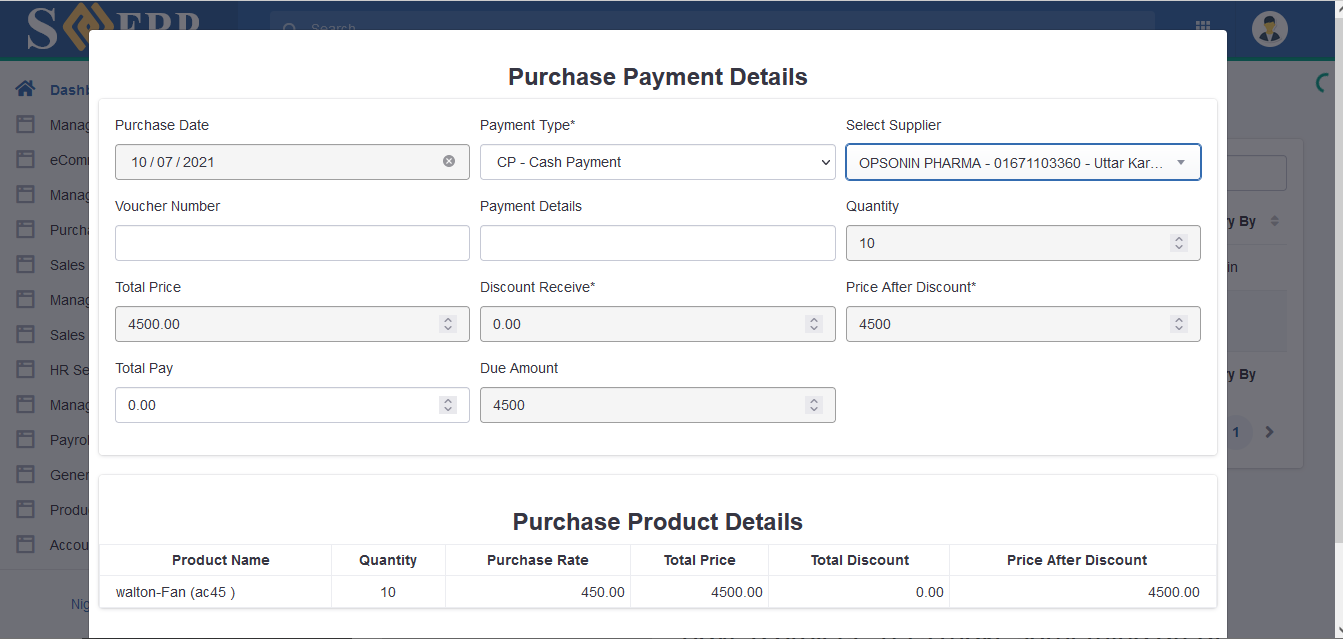 Search
Purchase Payment Details
Purchase Date
Payment Type*
Select Supplier
10 / 07 / 2021
CP - Cash Payment
OPSONIN PHARMA - 01671103360 - Uttar Kar...
Voucher Number
Payment Details
Quantity
10
Total Price
Discount Receive*
Price After Discount*
4500.00
0.00
4500
Total Pay
Due Amount
0.00
4500
Purchase Product Details
Product Name Quantity Purchase Rate Total Price Total Discount Price After Discount
walton-Fan (ac45 ) 10 450.00 4500.00 0.00 4500.00
Dashb
Manag
eComm
Manag
Purcha
Sales
Manag
Sales
HR Se
Manag
Payrol
Gener
Produ
Accou
Nig
y By
in
y By
1